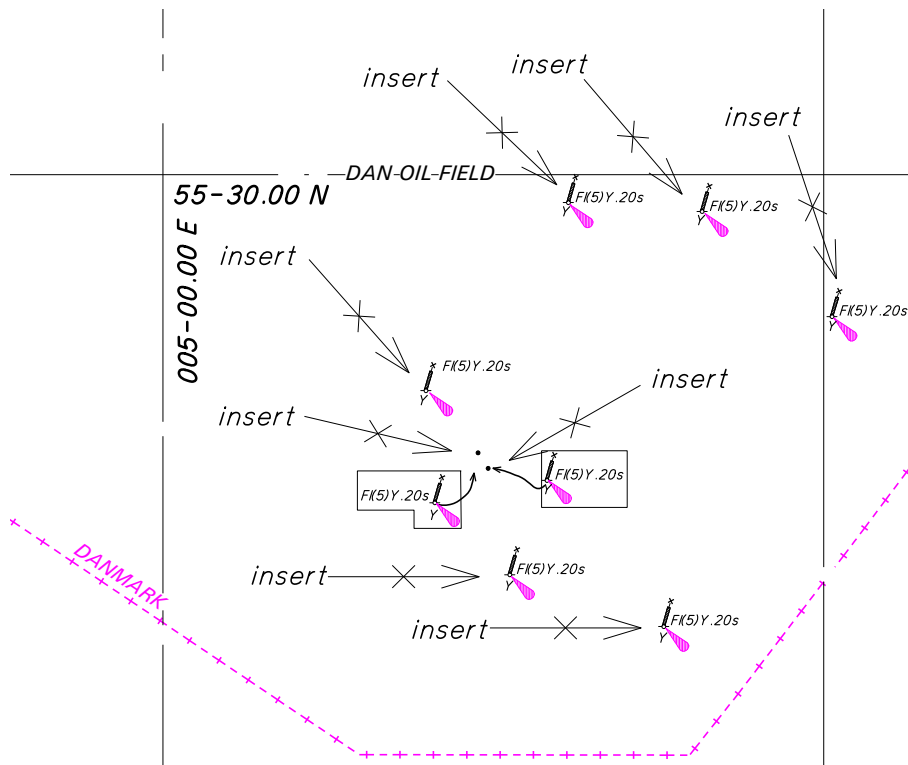 insert
insert
insert
DAN OIL FIELD
55-30.00 N
005-00.00 E
Fl(5)Y.20s
Y
Fl(5)Y.20s
Y
insert
Fl(5)Y.20s
Y
Fl(5)Y.20s
Y
insert
insert
Fl(5)Y.20s
Y
Fl(5)Y.20s
Y
DANMARK
insert
Fl(5)Y.20s
Y
insert
Fl(5)Y.20s
Y